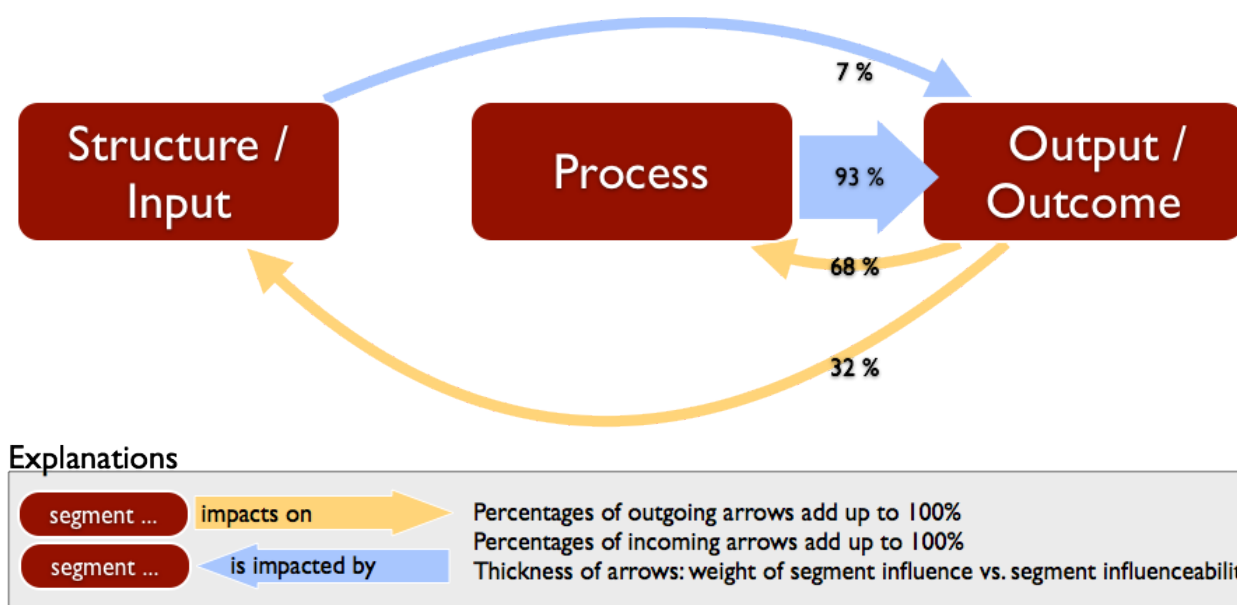 7 %
Structure /
Input
Process
93 %
Output /
Outcome
68 %
32 %
Explanations
segment ...
impacts on
Percentages of outgoing arrows add up to 100%
Percentages of incoming arrows add up to 100%
segment ...
is impacted by
Thickness of arrows: weight of segment influence vs. segment influenceabilit